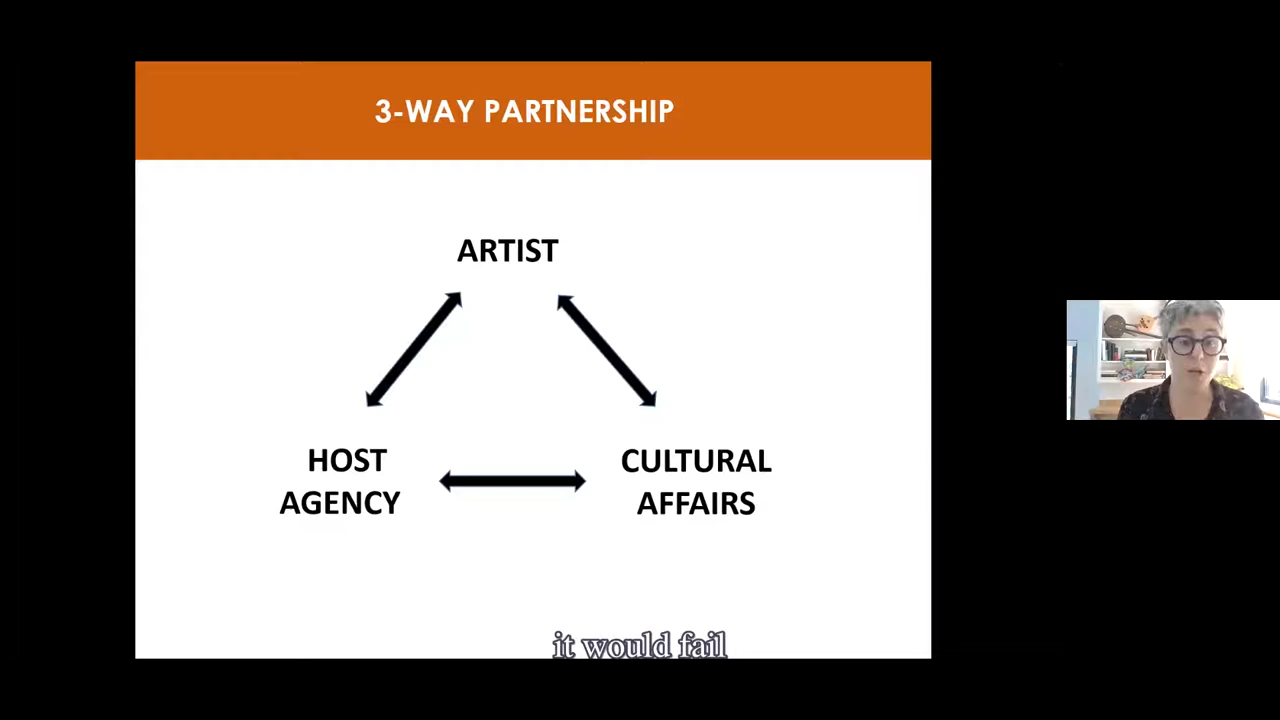 3-WAY PARTNERSHIP
ARTIST
HOST
AGENCY
CULTURAL
AFFAIRS
it would fail